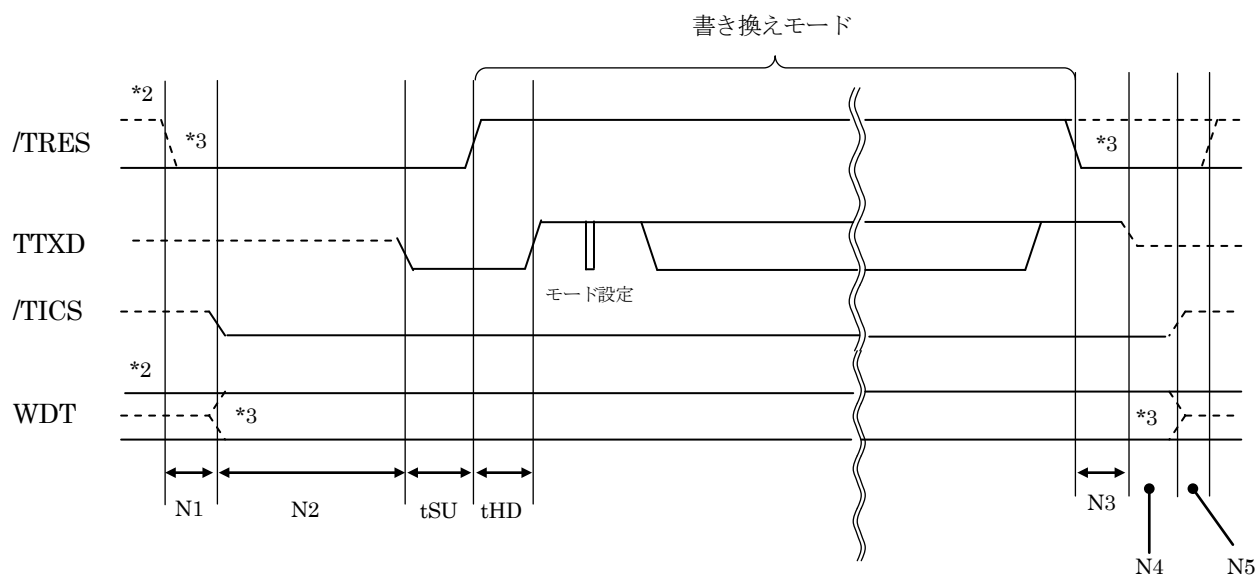 書き換えモード
*2
/TRES
*3
*3
TTXD
モード設定
/TICS
*2
WDT
*3
*3
N1
N2
tSU
tHD
N3
N4
N5